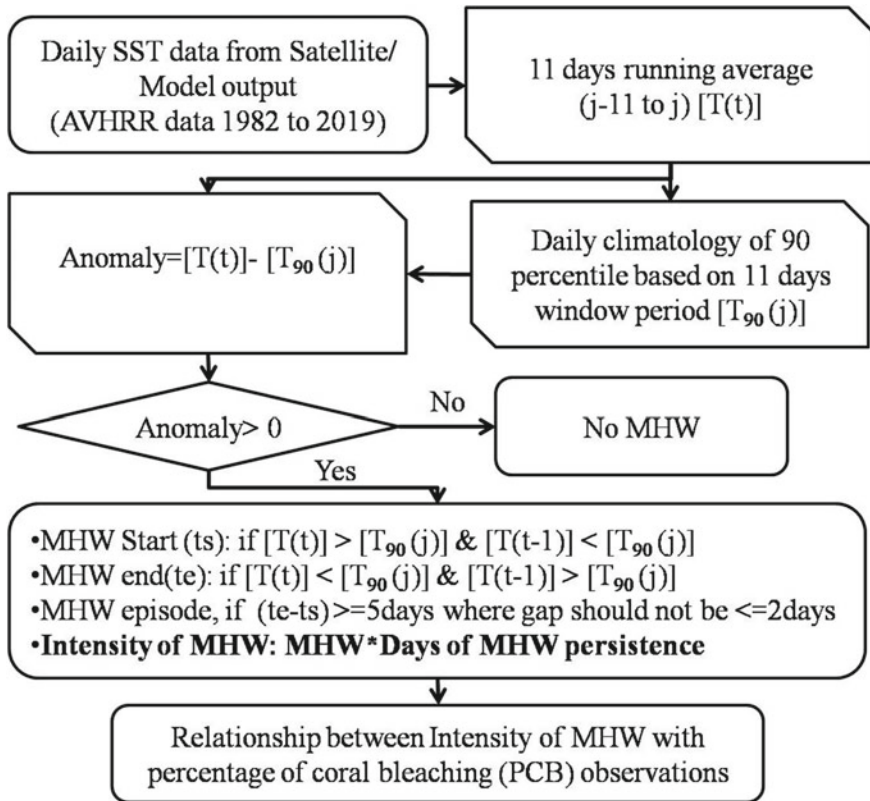 Daily SST data from Satellite/
Model output
(AVHRR data 1982 to 2019)
11 days running average
(j-11 to j) [T(t)]
Anomaly=[T(t)]- [T₉₀ (j)]
Daily climatology of 90
percentile based on 11 days
window period [T₉₀ (j)]
Anomaly> 0
No
No MHW
Yes
•MHW Start (ts): if [T(t)] > [T₉₀ (j)] & [T(t-1)] < [T₉₀ (j)]
•MHW end(te): if [T(t)] < [T₉₀ (j)] & [T(t-1)] > [T₉₀ (j)]
•MHW episode, if (te-ts) >=5days where gap should not be <=2days
•Intensity of MHW: MHW*Days of MHW persistence
Relationship between Intensity of MHW with
percentage of coral bleaching (PCB) observations